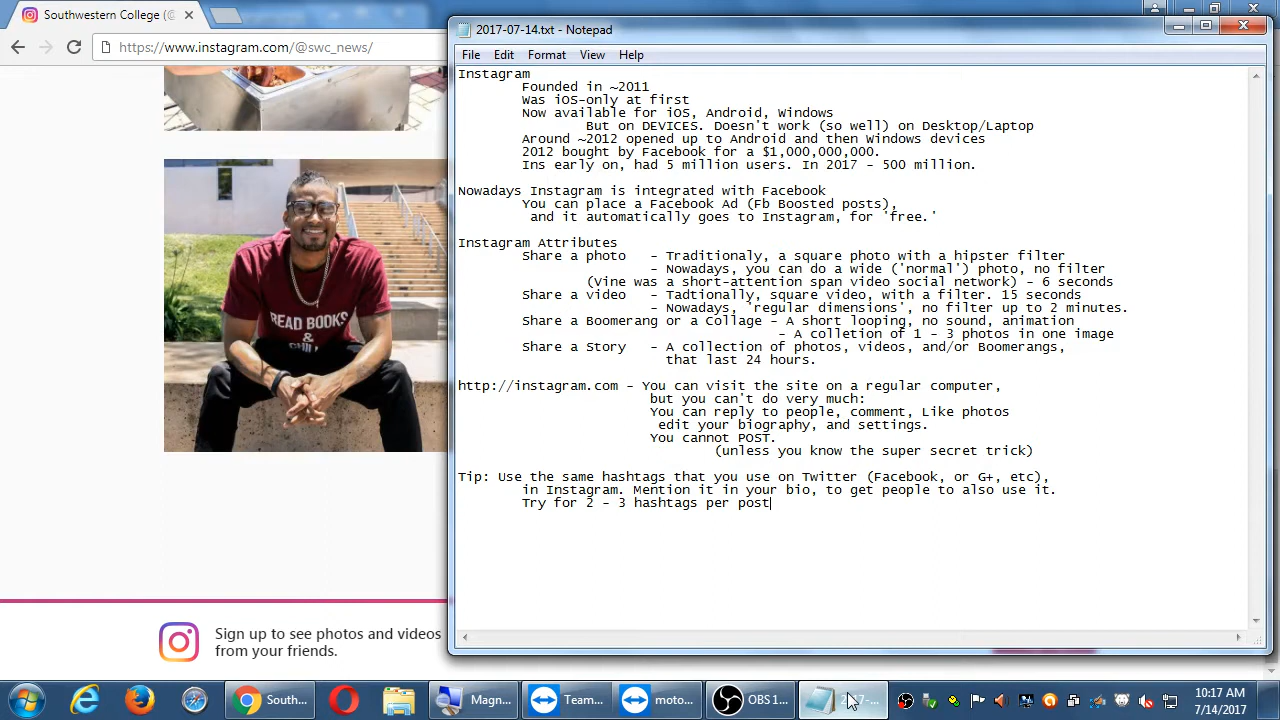 Southwestern College (@
2017-07-14.txt - Notepad
https://www.instagram.com/@swc_news/
File Edit Format View Help
Instagram
Founded in ~2011
Was iOS-only at first
Now available for iOS, Android, Windows
But on DEVICES. Doesn't work (so well) on Desktop/Laptop
Around ~2012 opened up to Android and then Windows devices
2012 bought by Facebook for a $1,000,000,000.
Ins early on, had 5 million users. In 2017 - 500 million.
Nowadays Instagram is integrated with Facebook
You can place a Facebook Ad (Fb Boosted posts),
and it automatically goes to Instagram, for 'free.'
Instagram Attributes
Share a photo - Traditionaly, a square photo with a hipster filter
- Nowadays, you can do a wide ('normal') photo, no filter
(vine was a short-attention span video social network) - 6 seconds
Share a video - Tadtionally, square video, with a filter. 15 seconds
- Nowadays, 'regular dimensions', no filter up to 2 minutes.
Share a Boomerang or a Collage - A short looping, no sound, animation
- A colletion of 1 - 3 photos in one image
Share a Story - A collection of photos, videos, and/or Boomerangs,
that last 24 hours.
http://instagram.com - You can visit the site on a regular computer,
but you can't do very much:
You can reply to people, comment, Like photos
edit your biography, and settings.
You cannot POST.
(unless you know the super secret trick)
Tip: Use the same hashtags that you use on Twitter (Facebook, or G+, etc),
in Instagram. Mention it in your bio, to get people to also use it.
Try for 2 - 3 hashtags per post
READ BOOKS
&
CHILL
Sign up to see photos and videos
from your friends.
South... Magn... Team... moto... OBS 1... 2017-...
10:17 AM
7/14/2017